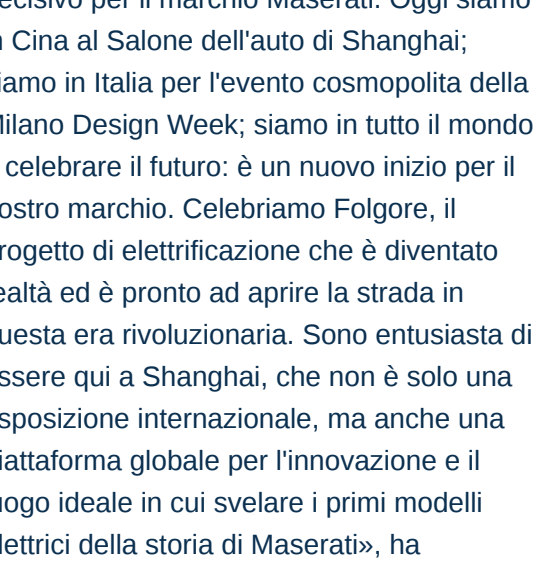 ecisivo per il marchio Maserati. Oggi siamo
n Cina al Salone dell'auto di Shanghai;
iamo in Italia per l'evento cosmopolita della
Milano Design Week; siamo in tutto il mondo
celebrare il futuro: è un nuovo inizio per il
ostro marchio. Celebriamo Folgore, il
rogetto di elettrificazione che è diventato
ealtà ed è pronto ad aprire la strada in
uesta era rivoluzionaria. Sono entusiasta di
ssere qui a Shanghai, che non è solo una
sposizione internazionale, ma anche una
iattaforma globale per l'innovazione e il
uogo ideale in cui svelare i primi modelli
lettrici della storia di Maserati», ha